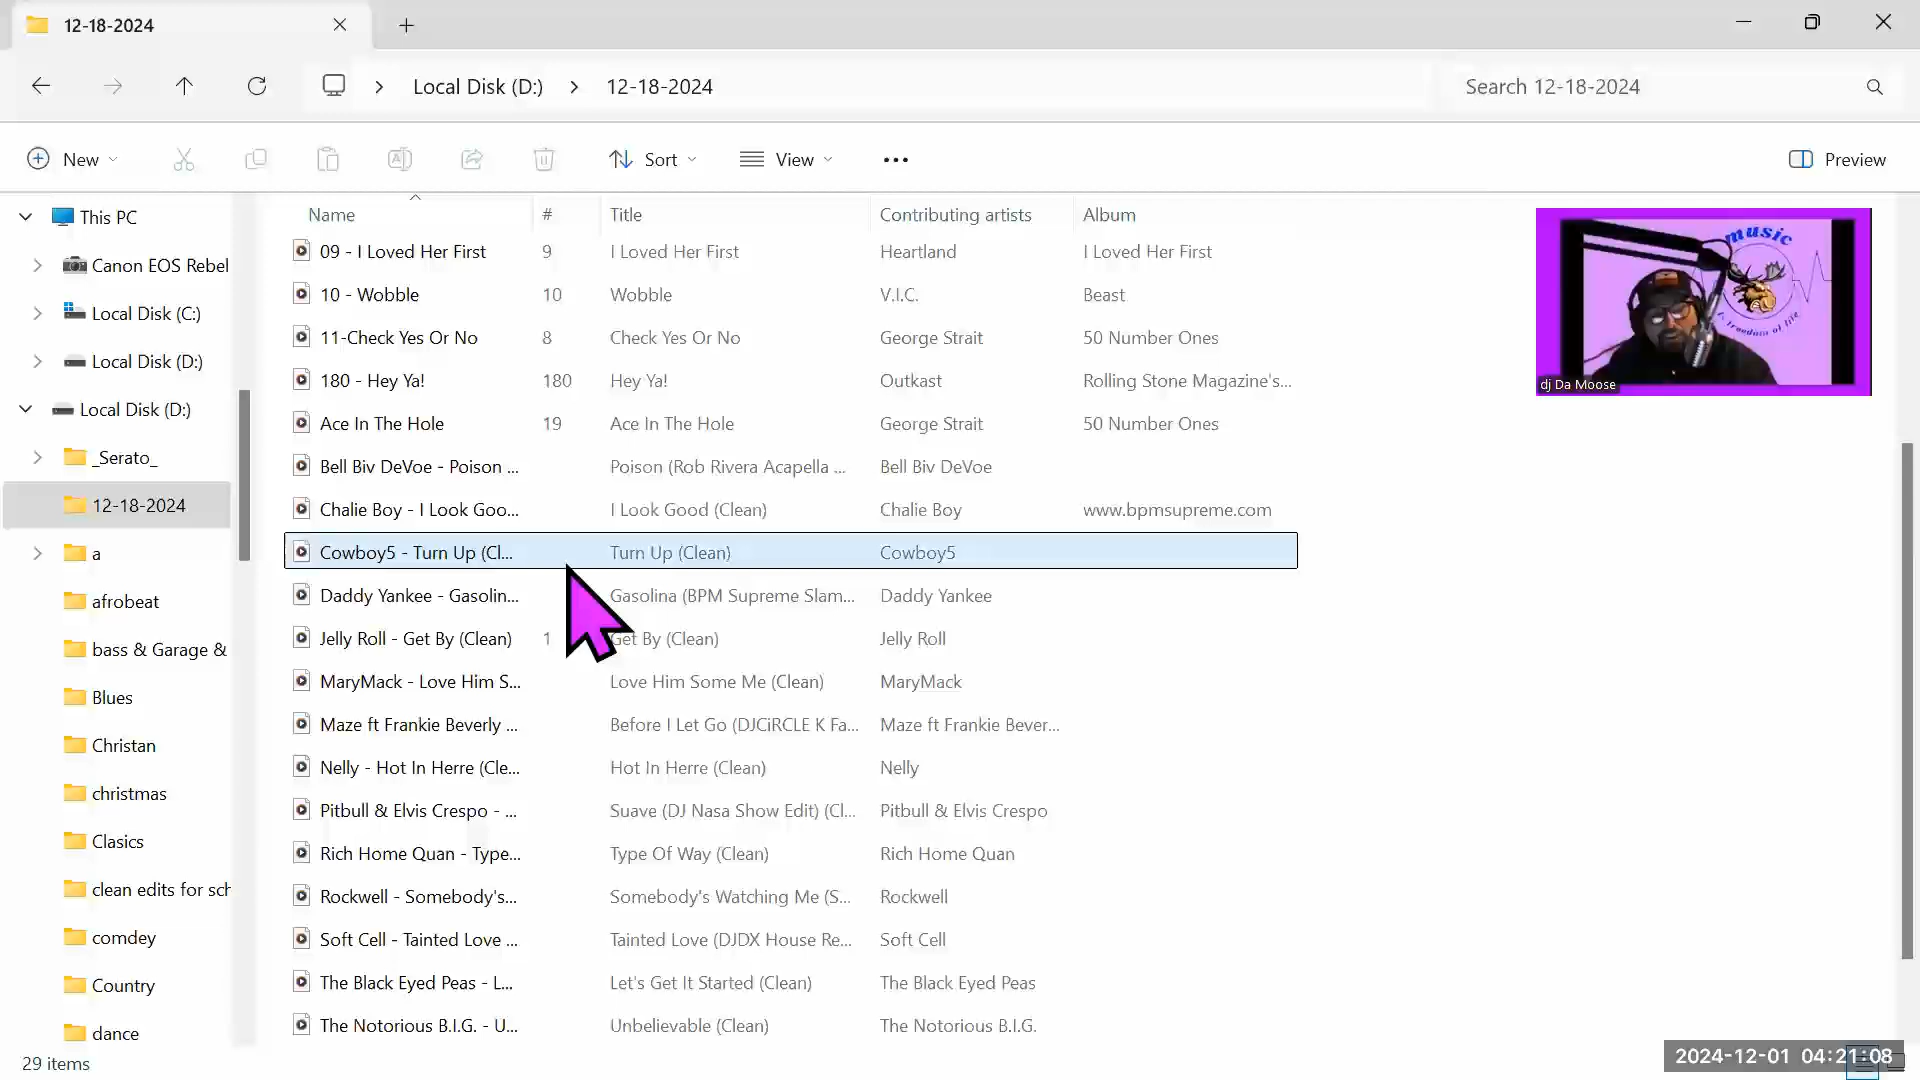 12-18-2024
Local Disk (D:) 12-18-2024
Search 12-18-2024
New Sort View Preview
Name # Title Contributing artists Album
This PC
Canon EOS Rebel
Local Disk (C:)
Local Disk (D:)
Local Disk (D:)
_Serato_
12-18-2024
a
afrobeat
bass & Garage &
Blues
Christan
christmas
Clasics
clean edits for sch
comdey
Country
dance
09 - I Loved Her First 9 I Loved Her First Heartland I Loved Her First
10 - Wobble 10 Wobble V.I.C. Beast
11-Check Yes Or No 8 Check Yes Or No George Strait 50 Number Ones
180 - Hey Ya! 180 Hey Ya! Outkast Rolling Stone Magazine's...
Ace In The Hole 19 Ace In The Hole George Strait 50 Number Ones
Bell Biv DeVoe - Poison ... Poison (Rob Rivera Acapella ... Bell Biv DeVoe
Chalie Boy - I Look Goo... I Look Good (Clean) Chalie Boy www.bpmsupreme.com
Cowboy5 - Turn Up (Cl... Turn Up (Clean) Cowboy5
Daddy Yankee - Gasolin... Gasolina (BPM Supreme Slam... Daddy Yankee
Jelly Roll - Get By (Clean) 1 Get By (Clean) Jelly Roll
MaryMack - Love Him S... Love Him Some Me (Clean) MaryMack
Maze ft Frankie Beverly ... Before I Let Go (DJCiRCLE K Fa... Maze ft Frankie Bever...
Nelly - Hot In Herre (Cle... Hot In Herre (Clean) Nelly
Pitbull & Elvis Crespo - ... Suave (DJ Nasa Show Edit) (Cl... Pitbull & Elvis Crespo
Rich Home Quan - Type... Type Of Way (Clean) Rich Home Quan
Rockwell - Somebody's... Somebody's Watching Me (S... Rockwell
Soft Cell - Tainted Love ... Tainted Love (DJDX House Re... Soft Cell
The Black Eyed Peas - L... Let's Get It Started (Clean) The Black Eyed Peas
The Notorious B.I.G. - U... Unbelievable (Clean) The Notorious B.I.G.
music
freedom of life
dj Da Moose
29 items
2024-12-01 04:21:08